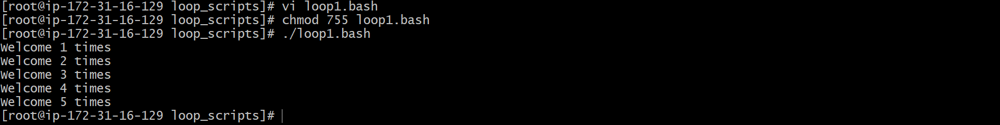 [root@ip-172-31-16-129 loop_scripts]# vi loop1.bash
[root@ip-172-31-16-129 loop_scripts]# chmod 755 loop1.bash
[root@ip-172-31-16-129 loop_scripts]# ./loop1.bash
Welcome 1 times
Welcome 2 times
Welcome 3 times
Welcome 4 times
Welcome 5 times
[root@ip-172-31-16-129 loop_scripts]#